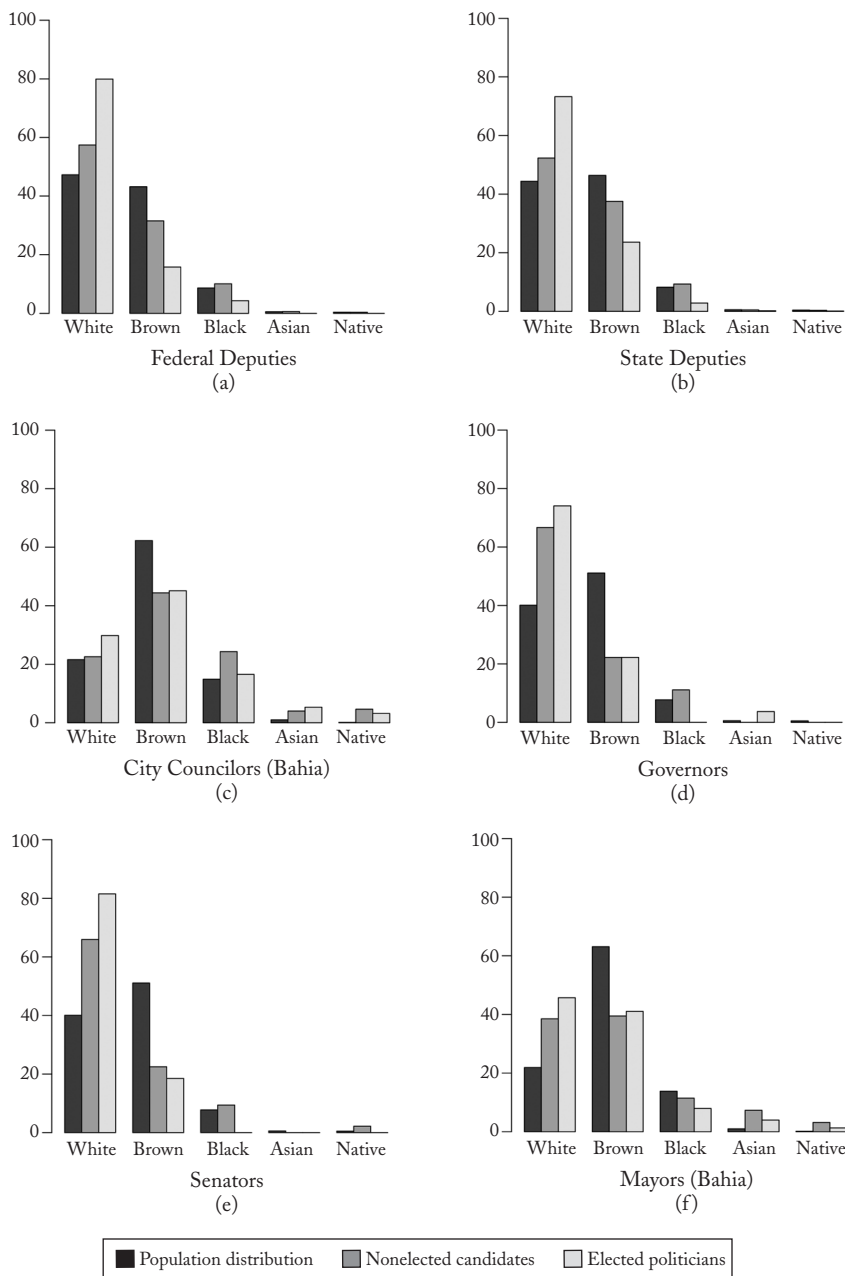 100
80
60
40
20
0
White Brown Black Asian Native
Federal Deputies
(a)
100
80
60
40
20
0
White Brown Black Asian Native
State Deputies
(b)
100
80
60
40
20
0
White Brown Black Asian Native
City Councilors (Bahia)
(c)
100
80
60
40
20
0
White Brown Black Asian Native
Governors
(d)
100
80
60
40
20
0
White Brown Black Asian Native
Senators
(e)
100
80
60
40
20
0
White Brown Black Asian Native
Mayors (Bahia)
(f)
Population distribution Nonelected candidates Elected politicians